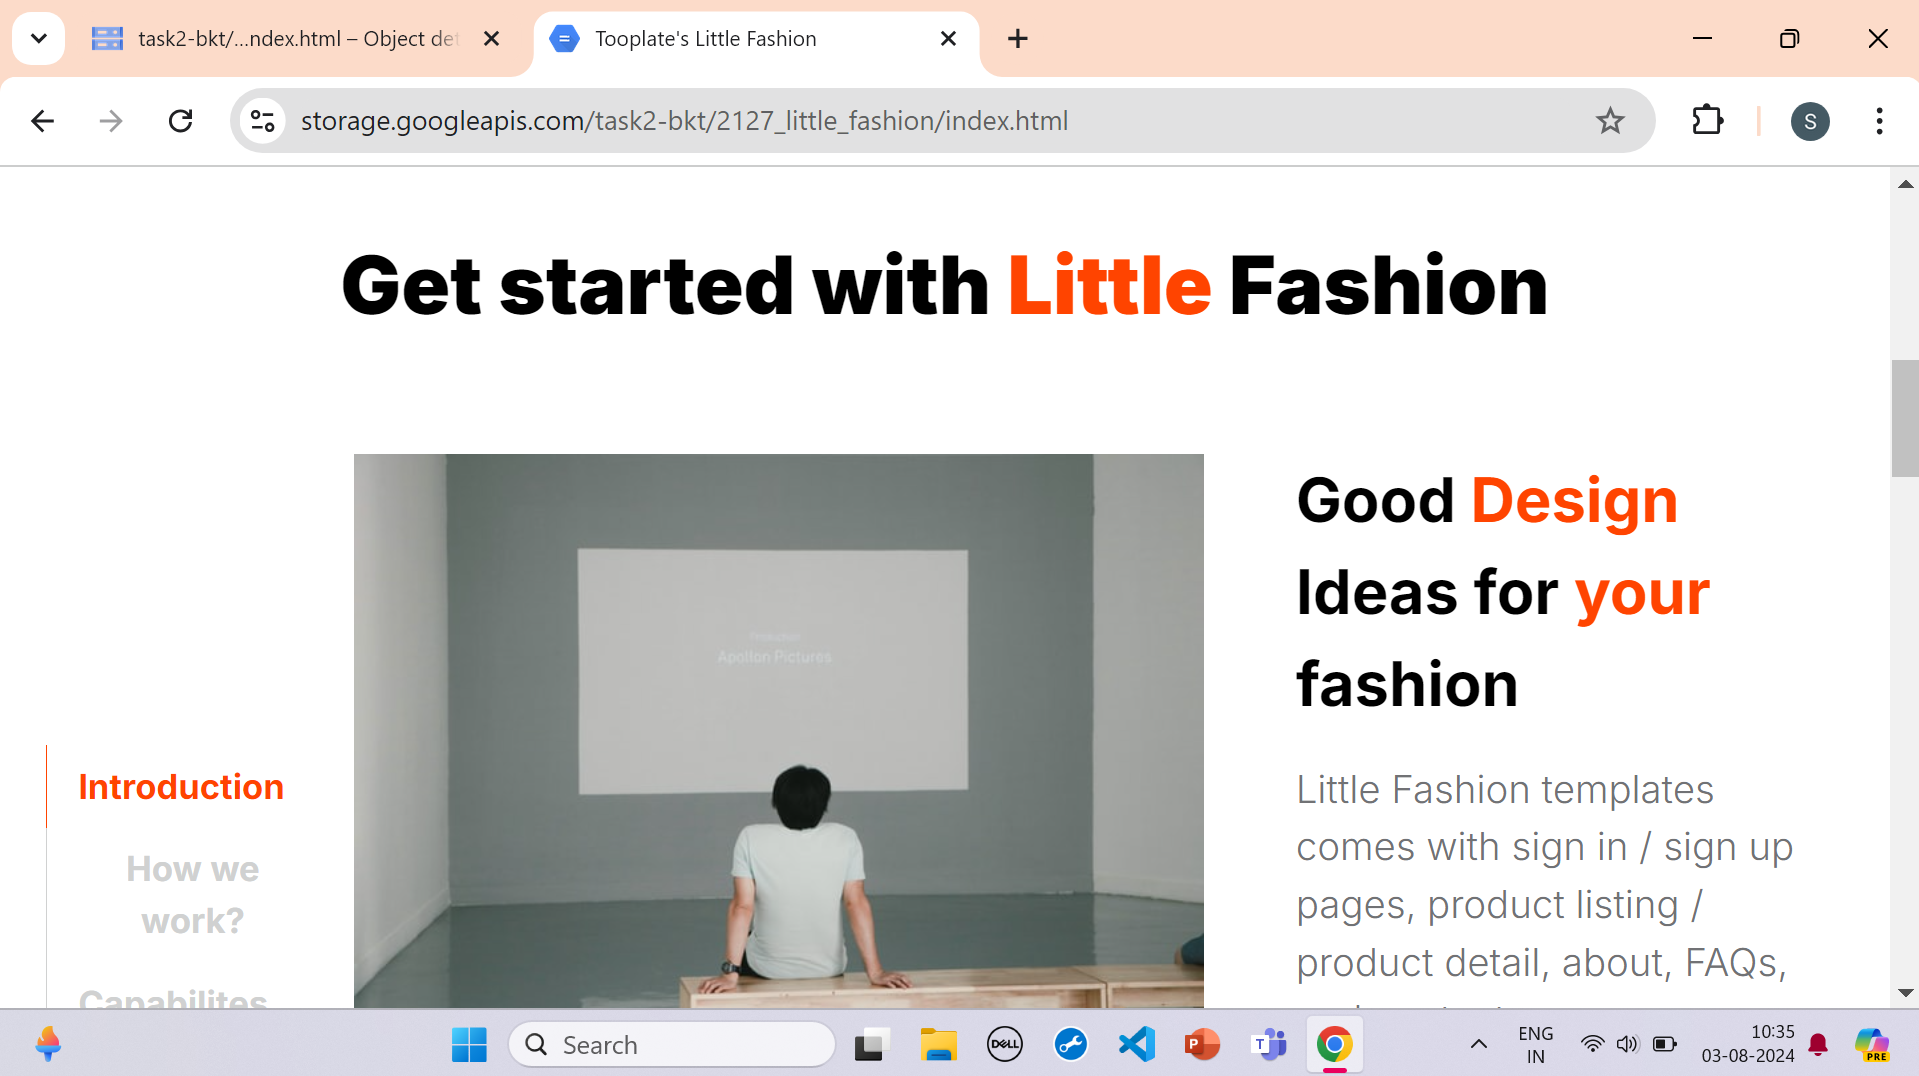 task2-bkt/...ndex.html – Object det
Tooplate's Little Fashion
storage.googleapis.com/task2-bkt/2127_little_fashion/index.html
S
Get started with Little Fashion
Production
Apollon Pictures
Good Design
Ideas for your
fashion
Little Fashion templates
comes with sign in / sign up
pages, product listing /
product detail, about, FAQs,
Introduction
How we
work?
Capabilites
Search
DELL
P
T
ENG
IN
10:35
03-08-2024
PRE